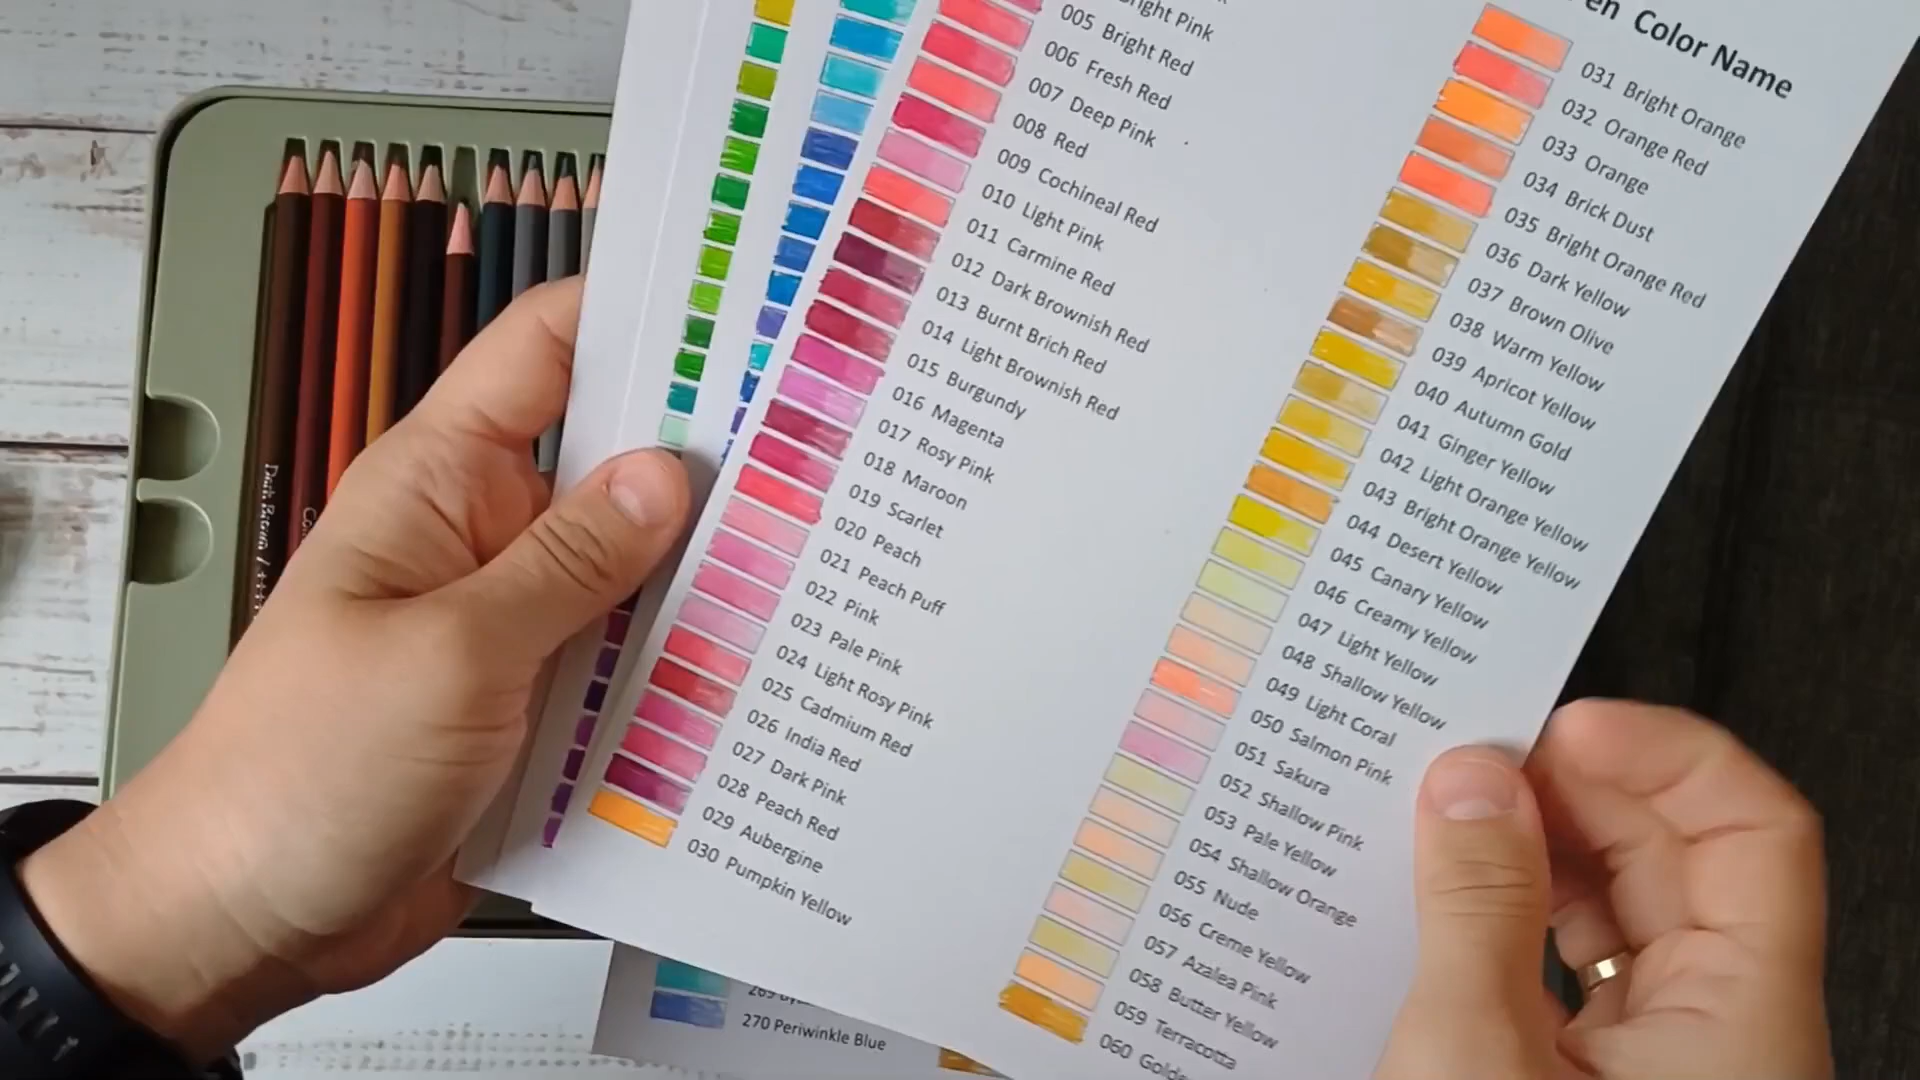 Bright Pink
005 Bright Red
006 Fresh Red
007 Deep Pink
008 Red
009 Cochineal Red
010 Light Pink
011 Carmine Red
012 Dark Brownish Red
013 Burnt Brich Red
014 Light Brownish Red
015 Burgundy
016 Magenta
017 Rosy Pink
018 Maroon
019 Scarlet
020 Peach
021 Peach Puff
022 Pink
023 Pale Pink
024 Light Rosy Pink
025 Cadmium Red
026 India Red
027 Dark Pink
028 Peach Red
029 Aubergine
030 Pumpkin Yellow
Color Name
031 Bright Orange
032 Orange Red
033 Orange
034 Brick Dust
035 Bright Orange Red
036 Dark Yellow
037 Brown Olive
038 Warm Yellow
039 Apricot Yellow
040 Autumn Gold
041 Ginger Yellow
042 Light Orange Yellow
043 Bright Orange Yellow
044 Desert Yellow
045 Canary Yellow
046 Creamy Yellow
047 Light Yellow
048 Shallow Yellow
049 Light Coral
050 Salmon Pink
051 Sakura
052 Shallow Pink
053 Pale Yellow
054 Shallow Orange
055 Nude
056 Creme Yellow
057 Azalea Pink
058 Butter Yellow
059 Terracotta
060
269
270 Periwinkle Blue
Dark Brown